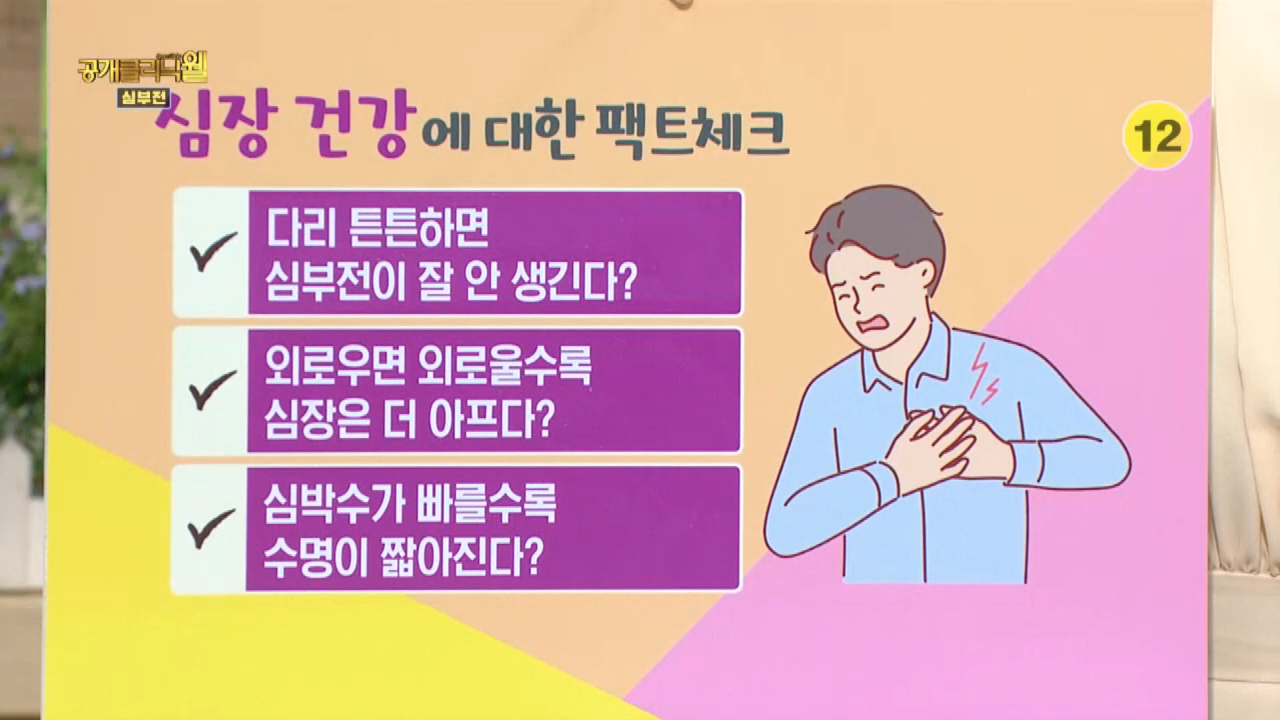 공개클리닉웰
심부전
심장 건강에 대한 팩트체크
12
다리 튼튼하면
심부전이 잘 안 생긴다?
외로우면 외로울수록
심장은 더 아프다?
심박수가 빠를수록
수명이 짧아진다?